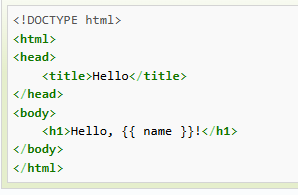 <!DOCTYPE html>
<html>
<head>
    <title>Hello</title>
</head>
<body>
    <h1>Hello, {{ name }}!</h1>
</body>
</html>